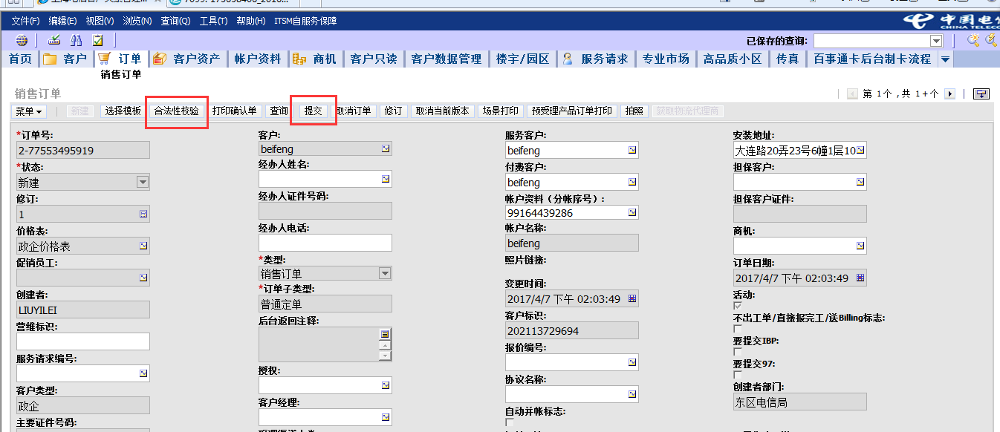 文件(F) 编辑(E) 视图(V) 浏览(N) 查询(Q) 工具(T) 帮助(H) ITSM自服务保障
中国电信
CHINA TELECO
已保存的查询:
首页 客户 订单 客户资产 帐户资料 商机 客户只读 客户数据管理 楼宇/园区 服务请求 专业市场 高品质小区 传真 百事通卡后台制卡流程
销售订单
销售订单
第 1个 , 共 1+个
菜单 新建 选择模板 合法性校验 打印确认单 查询 提交 取消订单 修订 取消当前版本 场景打印 预受理产品订单打印 拍照 获取物流代理商
*订单号: 客户: 服务客户: 安装地址:
2-77553495919 beifeng beifeng 大连路20弄23号6幢1层10
*状态: 经办人姓名: 付费客户: 担保客户:
新建 beifeng
修订: 经办人证件号码: 帐户资料（分帐序号）: 担保客户证件:
1 99164439286
价格表: 经办人电话: 帐户名称: 商机:
政企价格表 beifeng
促销员工: *类型: 照片链接: 订单日期:
销售订单 2017/4/7 下午 02:03:49
创建者: *订单子类型: 变更时间: 活动:
LIUYILEI 普通定单 2017/4/7 下午 02:03:49
营维标识: 后台返回注释: 客户标识: 不出工单/直接报完工/送Billing标志:
202113729694
要提交IBP:
服务请求编号: 授权: 报价编号: 要提交97:
客户类型: 客户经理: 协议名称: 创建者部门:
政企 东区电信局
主要证件号码: 自动并帐标志: